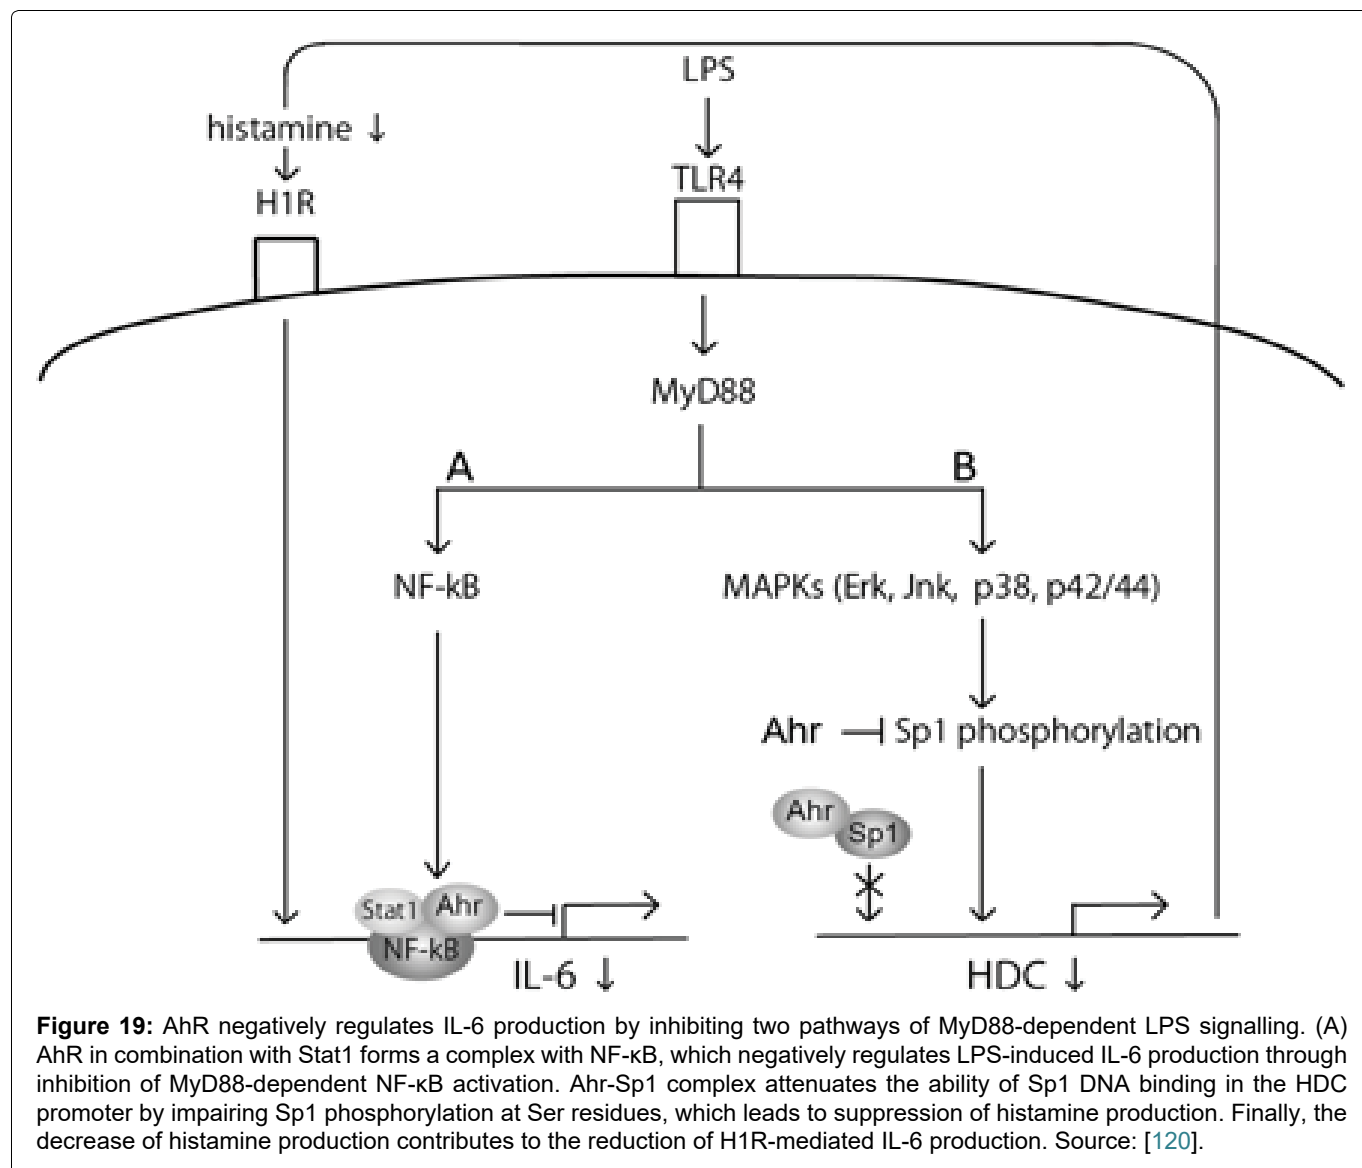 LPS
histamine ↓
TLR4
H1R
MyD88
A
B
NF-kB
MAPKs (Erk, Jnk, p38, p42/44)
Ahr
Sp1 phosphorylation
Ahr
Sp1
Stat1
Ahr
NF-kB
IL-6 ↓
HDC ↓
Figure 19: AhR negatively regulates IL-6 production by inhibiting two pathways of MyD88-dependent LPS signalling. (A)
AhR in combination with Stat1 forms a complex with NF-κB, which negatively regulates LPS-induced IL-6 production through
inhibition of MyD88-dependent NF-κB activation. Ahr-Sp1 complex attenuates the ability of Sp1 DNA binding in the HDC
promoter by impairing Sp1 phosphorylation at Ser residues, which leads to suppression of histamine production. Finally, the
decrease of histamine production contributes to the reduction of H1R-mediated IL-6 production. Source: [120].